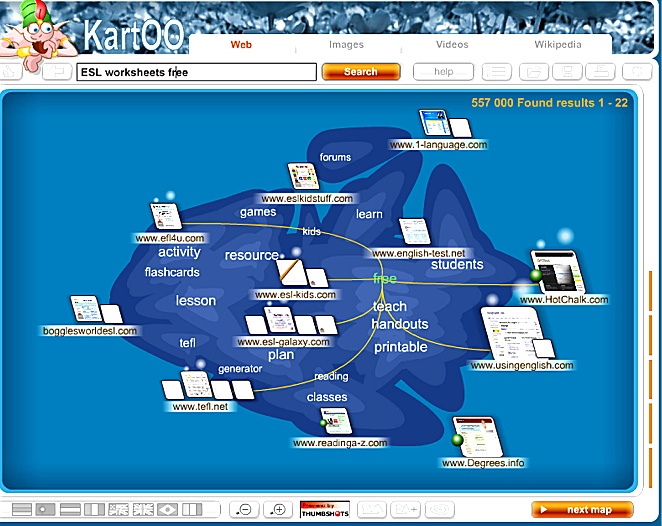 KartOO
Web
Images
Videos
Wikipedia
ESL worksheets free
Search
help
557 000 Found results 1 - 22
www.1-language.com
forums
www.eslkidstuff.com
games
learn
www.efl4u.com
kids
activity
resource
www.english-test.net
students
flashcards
free
www.esl-kids.com
www.HotChalk.com
lesson
teach
handouts
bogglesworldesl.com
tefl
www.esl-galaxy.com
plan
printable
www.usingenglish.com
generator
reading
www.tefl.net
classes
www.readinga-z.com
www.Degrees.info
Powered by
THUMBSHOTS
next map